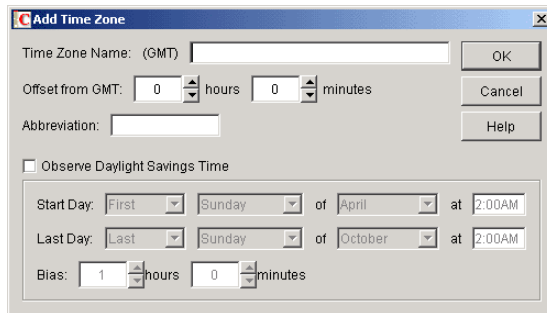 Add Time Zone
Time Zone Name: (GMT) OK
Offset from GMT: 0 hours 0 minutes Cancel
Abbreviation: Help
Observe Daylight Savings Time
Start Day: First Sunday of April at 2:00AM
Last Day: Last Sunday of October at 2:00AM
Bias: 1 hours 0 minutes